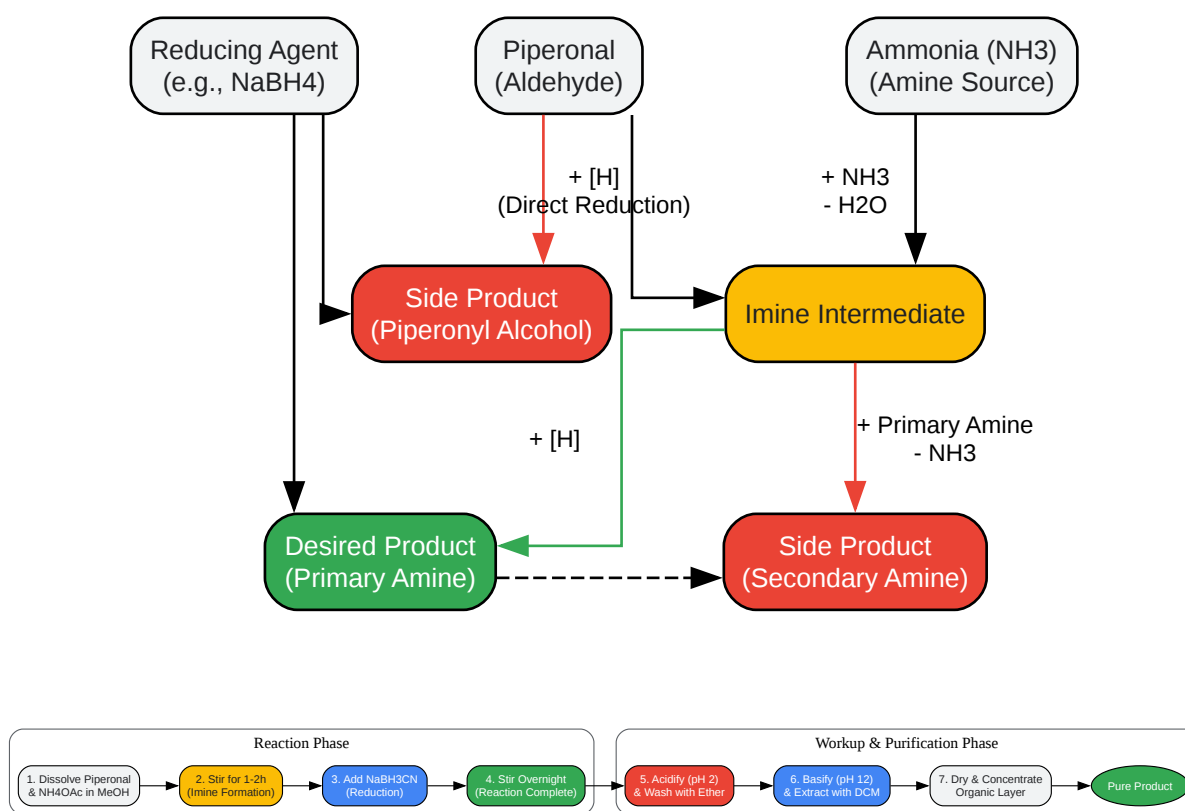 Reducing Agent
(e.g., NaBH4)
Piperonal
(Aldehyde)
Ammonia (NH3)
(Amine Source)
+ [H]
(Direct Reduction)
+ NH3
- H2O
Side Product
(Piperonyl Alcohol)
Imine Intermediate
+ [H]
+ Primary Amine
- NH3
Desired Product
(Primary Amine)
Side Product
(Secondary Amine)
Reaction Phase
1. Dissolve Piperonal
& NH4OAc in MeOH
2. Stir for 1-2h
(Imine Formation)
3. Add NaBH3CN
(Reduction)
4. Stir Overnight
(Reaction Complete)
Workup & Purification Phase
5. Acidify (pH 2)
& Wash with Ether
6. Basify (pH 12)
& Extract with DCM
7. Dry & Concentrate
Organic Layer
Pure Product